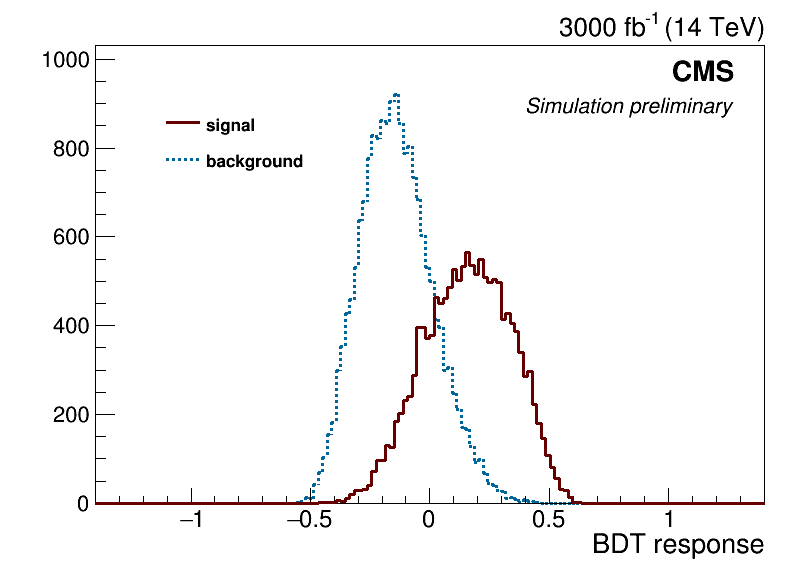 3000 fb⁻¹ (14 TeV)
CMS
Simulation preliminary
signal
background
1000
800
600
400
200
0
−1 −0.5 0 0.5 1
BDT response